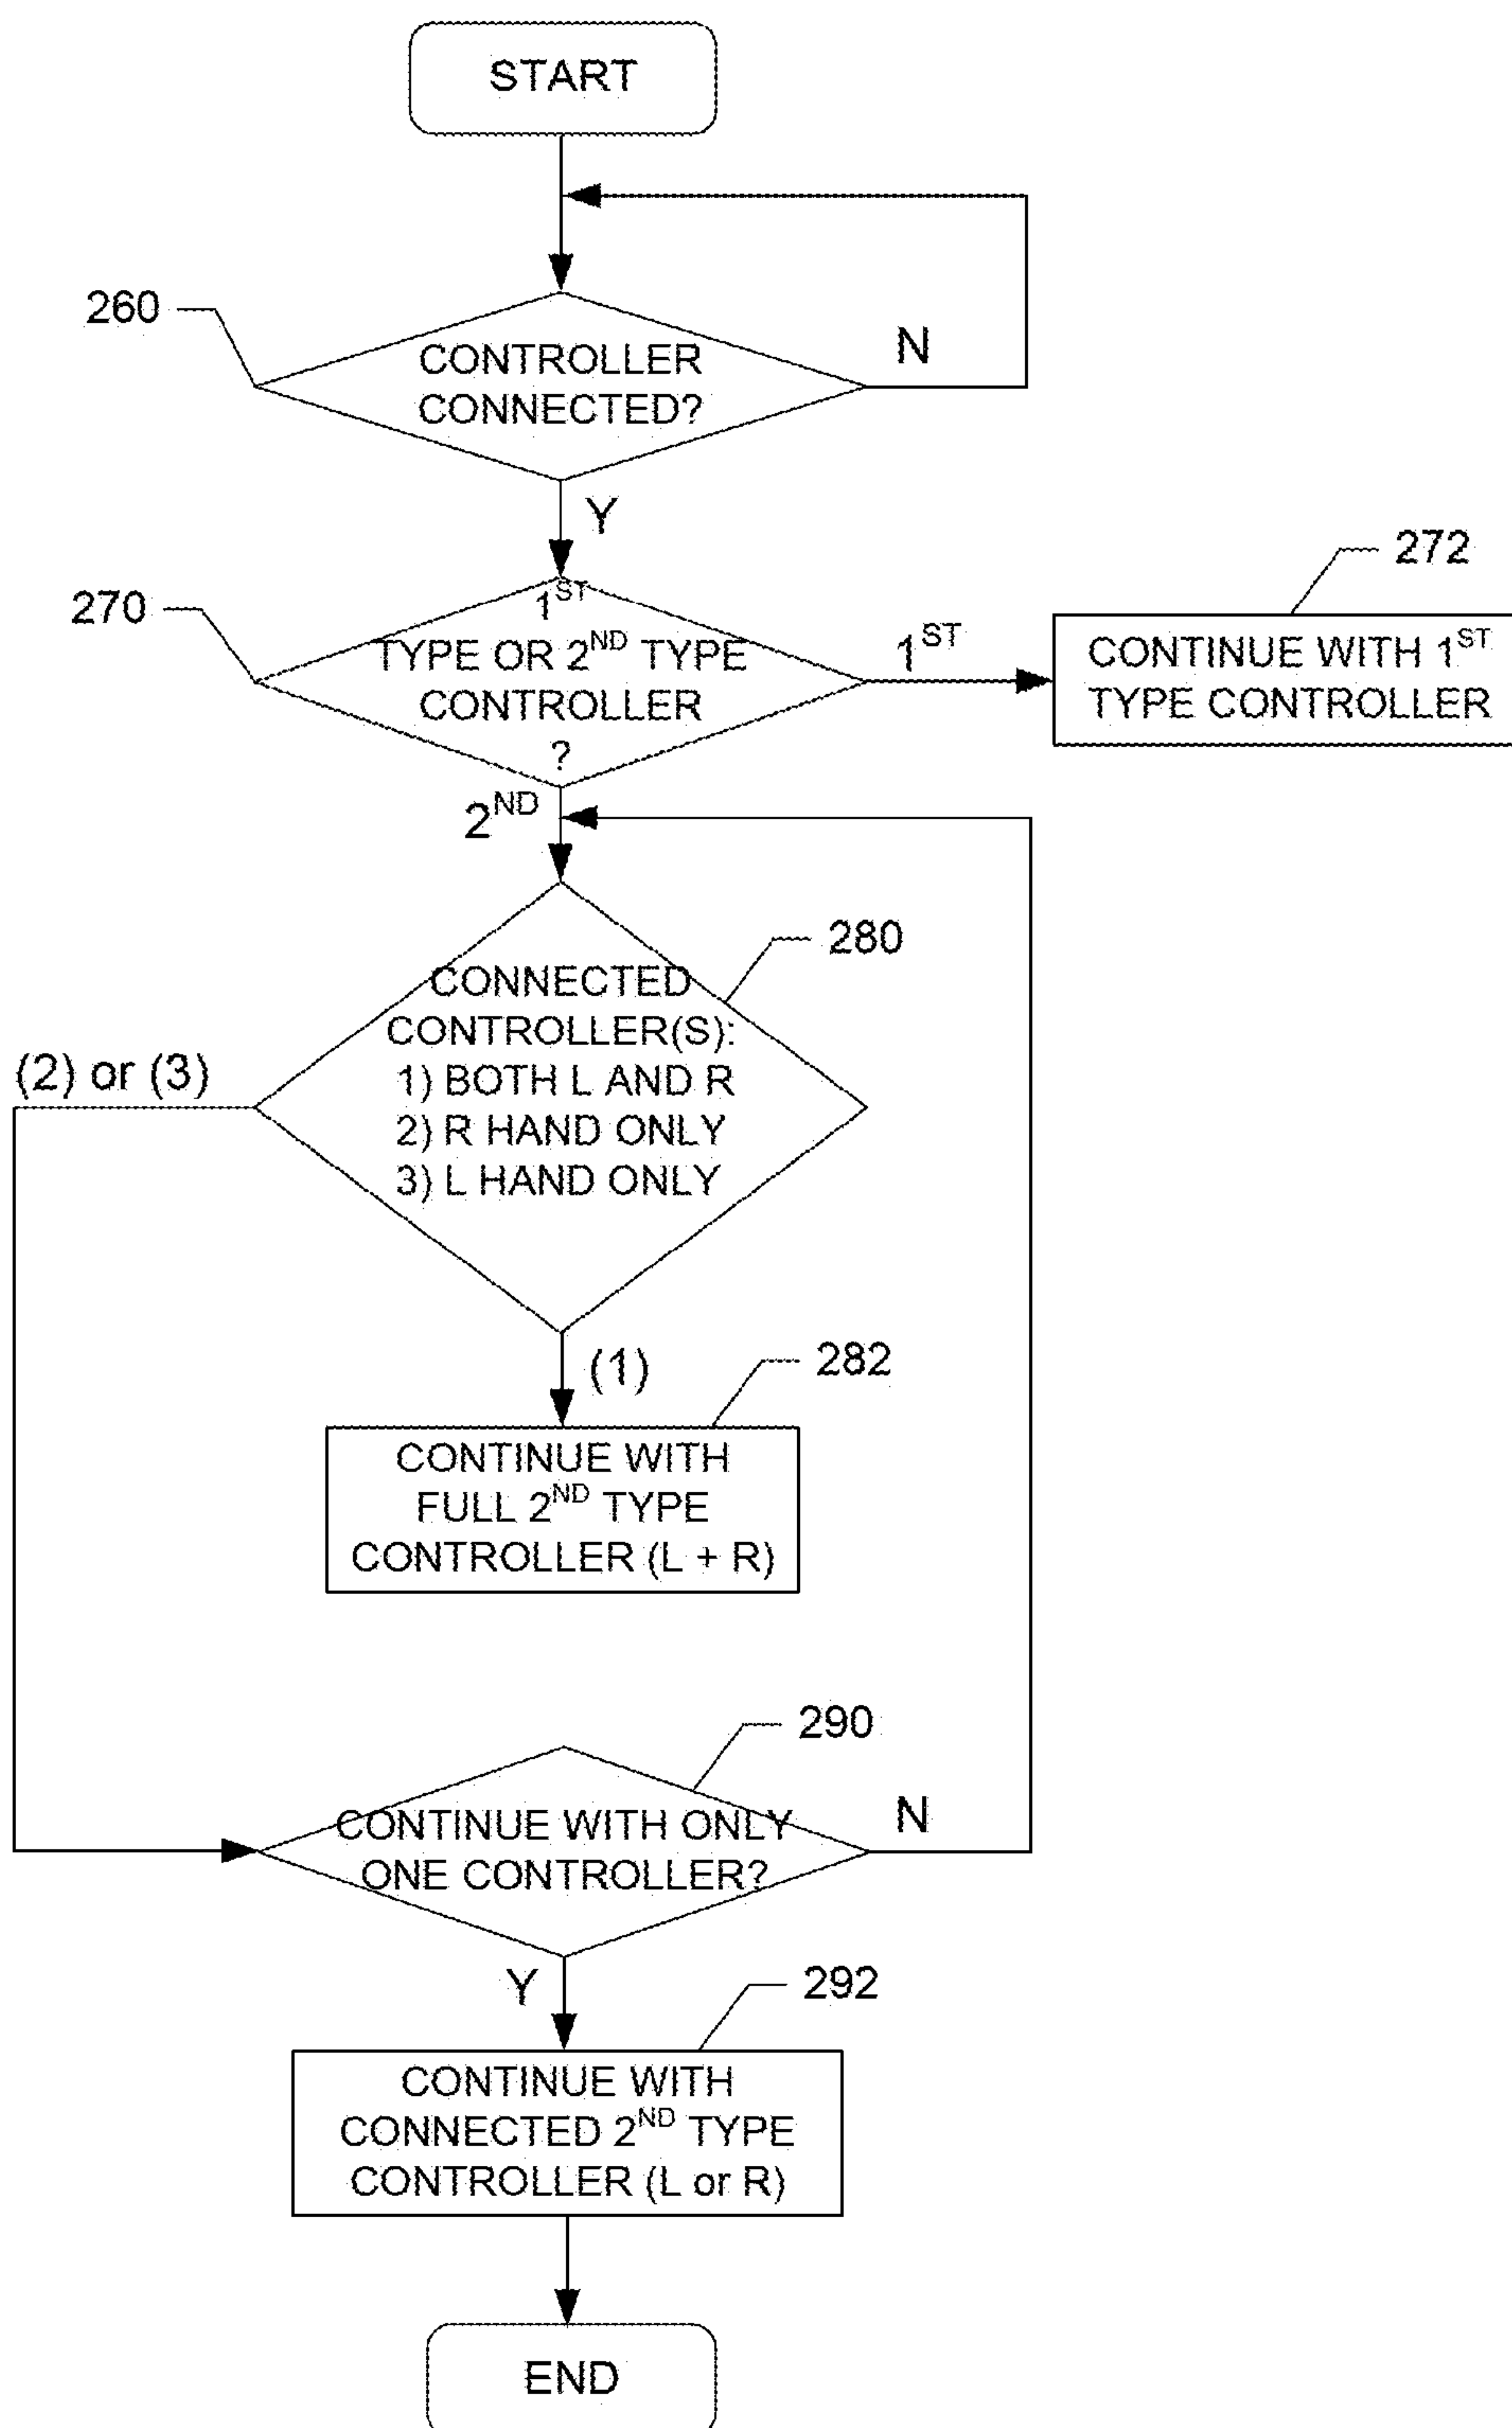 START
260
CONTROLLER
CONNECTED?
N
Y
270
1ST
TYPE OR 2ND TYPE
CONTROLLER
?
1ST
272
CONTINUE WITH 1ST
TYPE CONTROLLER
2ND
280
CONNECTED
CONTROLLER(S):
1) BOTH L AND R
2) R HAND ONLY
3) L HAND ONLY
(2) or (3)
(1)
282
CONTINUE WITH
FULL 2ND TYPE
CONTROLLER (L + R)
290
CONTINUE WITH ONLY
ONE CONTROLLER?
N
Y
292
CONTINUE WITH
CONNECTED 2ND TYPE
CONTROLLER (L or R)
END